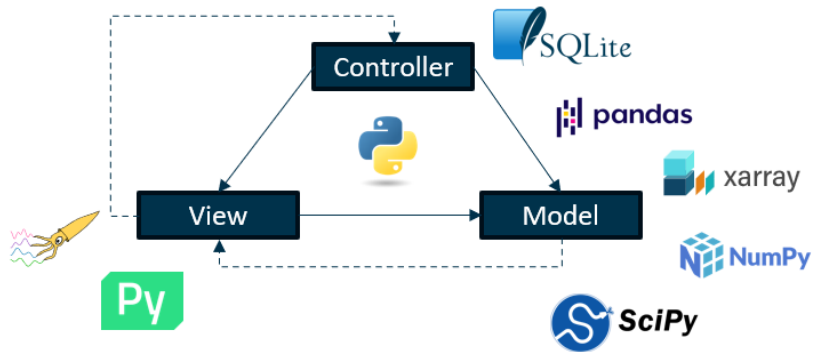 SQLite
Controller
pandas
xarray
View
Model
NumPy
Py
SciPy